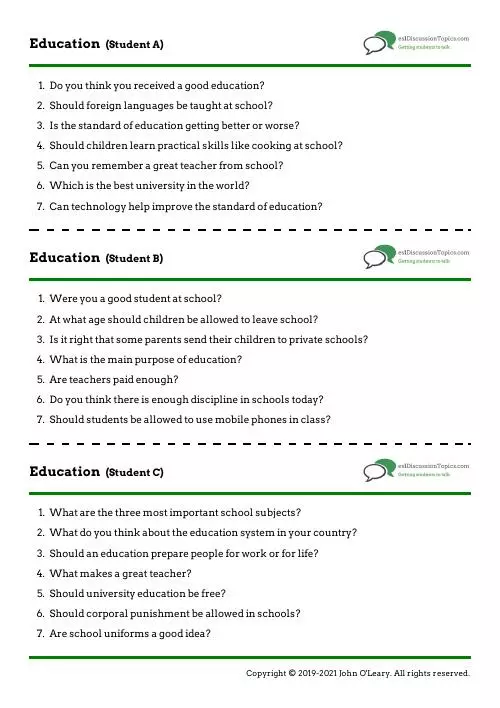 Education (Student A)
eslDiscussionTopics.com
Getting students to talk
1. Do you think you received a good education?
2. Should foreign languages be taught at school?
3. Is the standard of education getting better or worse?
4. Should children learn practical skills like cooking at school?
5. Can you remember a great teacher from school?
6. Which is the best university in the world?
7. Can technology help improve the standard of education?
Education (Student B)
eslDiscussionTopics.com
Getting students to talk
1. Were you a good student at school?
2. At what age should children be allowed to leave school?
3. Is it right that some parents send their children to private schools?
4. What is the main purpose of education?
5. Are teachers paid enough?
6. Do you think there is enough discipline in schools today?
7. Should students be allowed to use mobile phones in class?
Education (Student C)
eslDiscussionTopics.com
Getting students to talk
1. What are the three most important school subjects?
2. What do you think about the education system in your country?
3. Should an education prepare people for work or for life?
4. What makes a great teacher?
5. Should university education be free?
6. Should corporal punishment be allowed in schools?
7. Are school uniforms a good idea?
Copyright © 2019-2021 John O'Leary. All rights reserved.